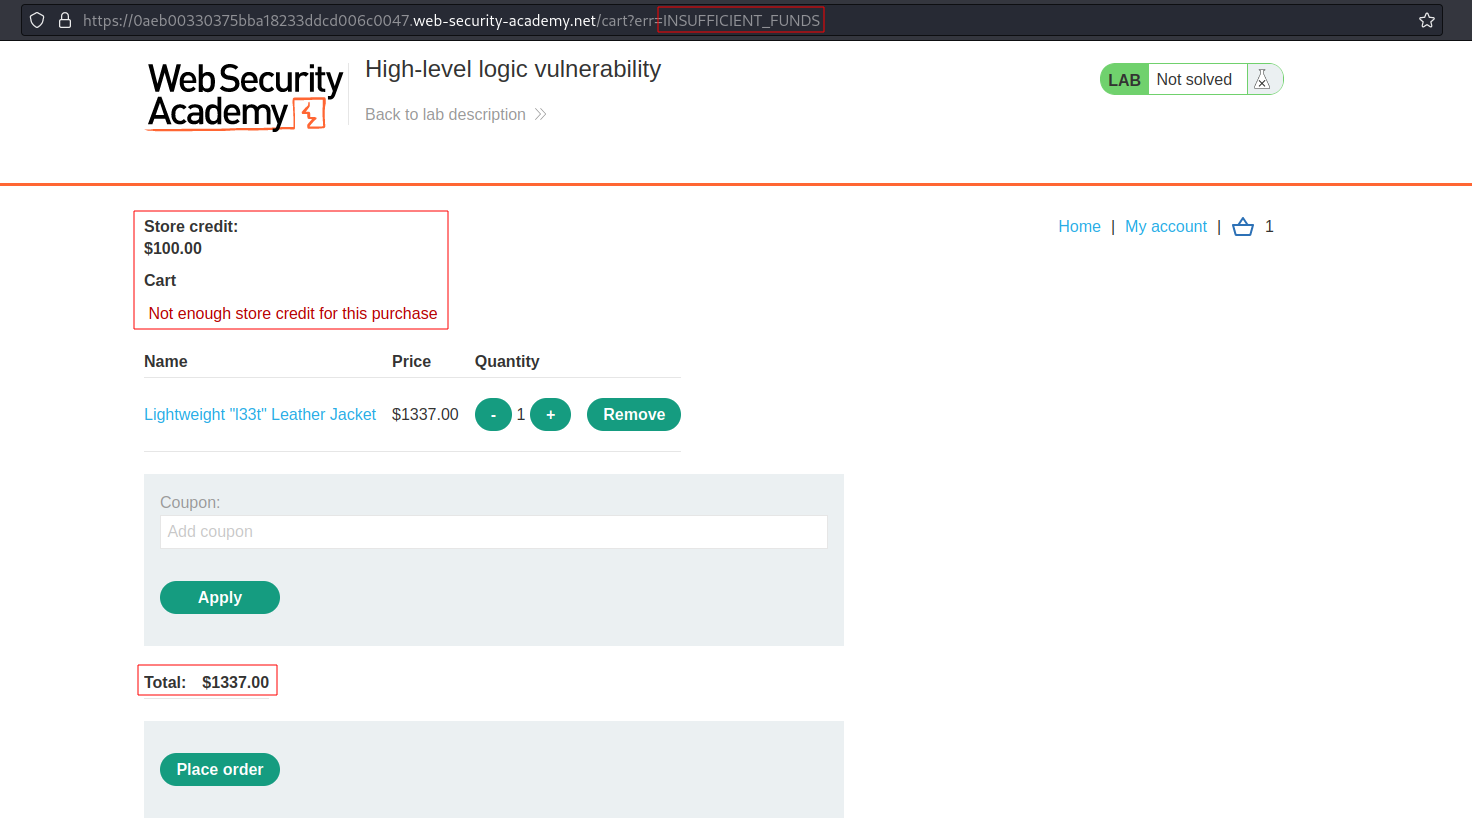 https://0aeb00330375bba18233ddcd006c0047.web-security-academy.net/cart?err=INSUFFICIENT_FUNDS
Web Security
Academy
High-level logic vulnerability
Back to lab description
LAB Not solved
Store credit:
$100.00
Home | My account | 1
Cart
Not enough store credit for this purchase
Name Price Quantity
Lightweight "l33t" Leather Jacket $1337.00 - 1 + Remove
Coupon:
Add coupon
Apply
Total: $1337.00
Place order